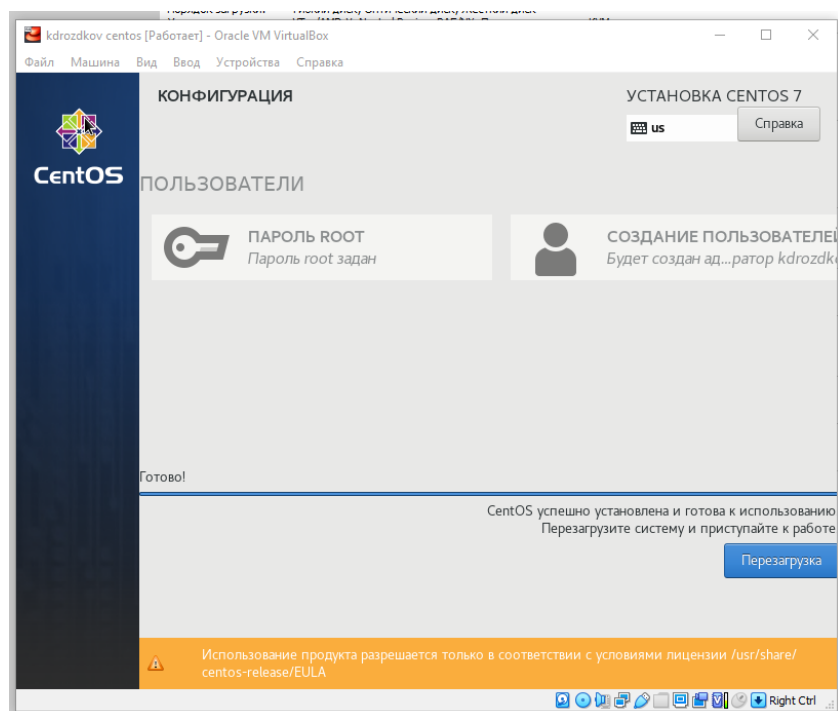 kdrozdkov centos [Работает] - Oracle VM VirtualBox
Файл Машина Вид Ввод Устройства Справка
КОНФИГУРАЦИЯ
УСТАНОВКА CENTOS 7
us
Справка
CentOS
ПОЛЬЗОВАТЕЛИ
ПАРОЛЬ ROOT
Пароль root задан
СОЗДАНИЕ ПОЛЬЗОВАТЕЛЕЙ
Будет создан ад...ратор kdrozdk
Готово!
CentOS успешно установлена и готова к использованию
Перезагрузите систему и приступайте к работе
Перезагрузка
Использование продукта разрешается только в соответствии с условиями лицензии /usr/share/
centos-release/EULA
Right Ctrl